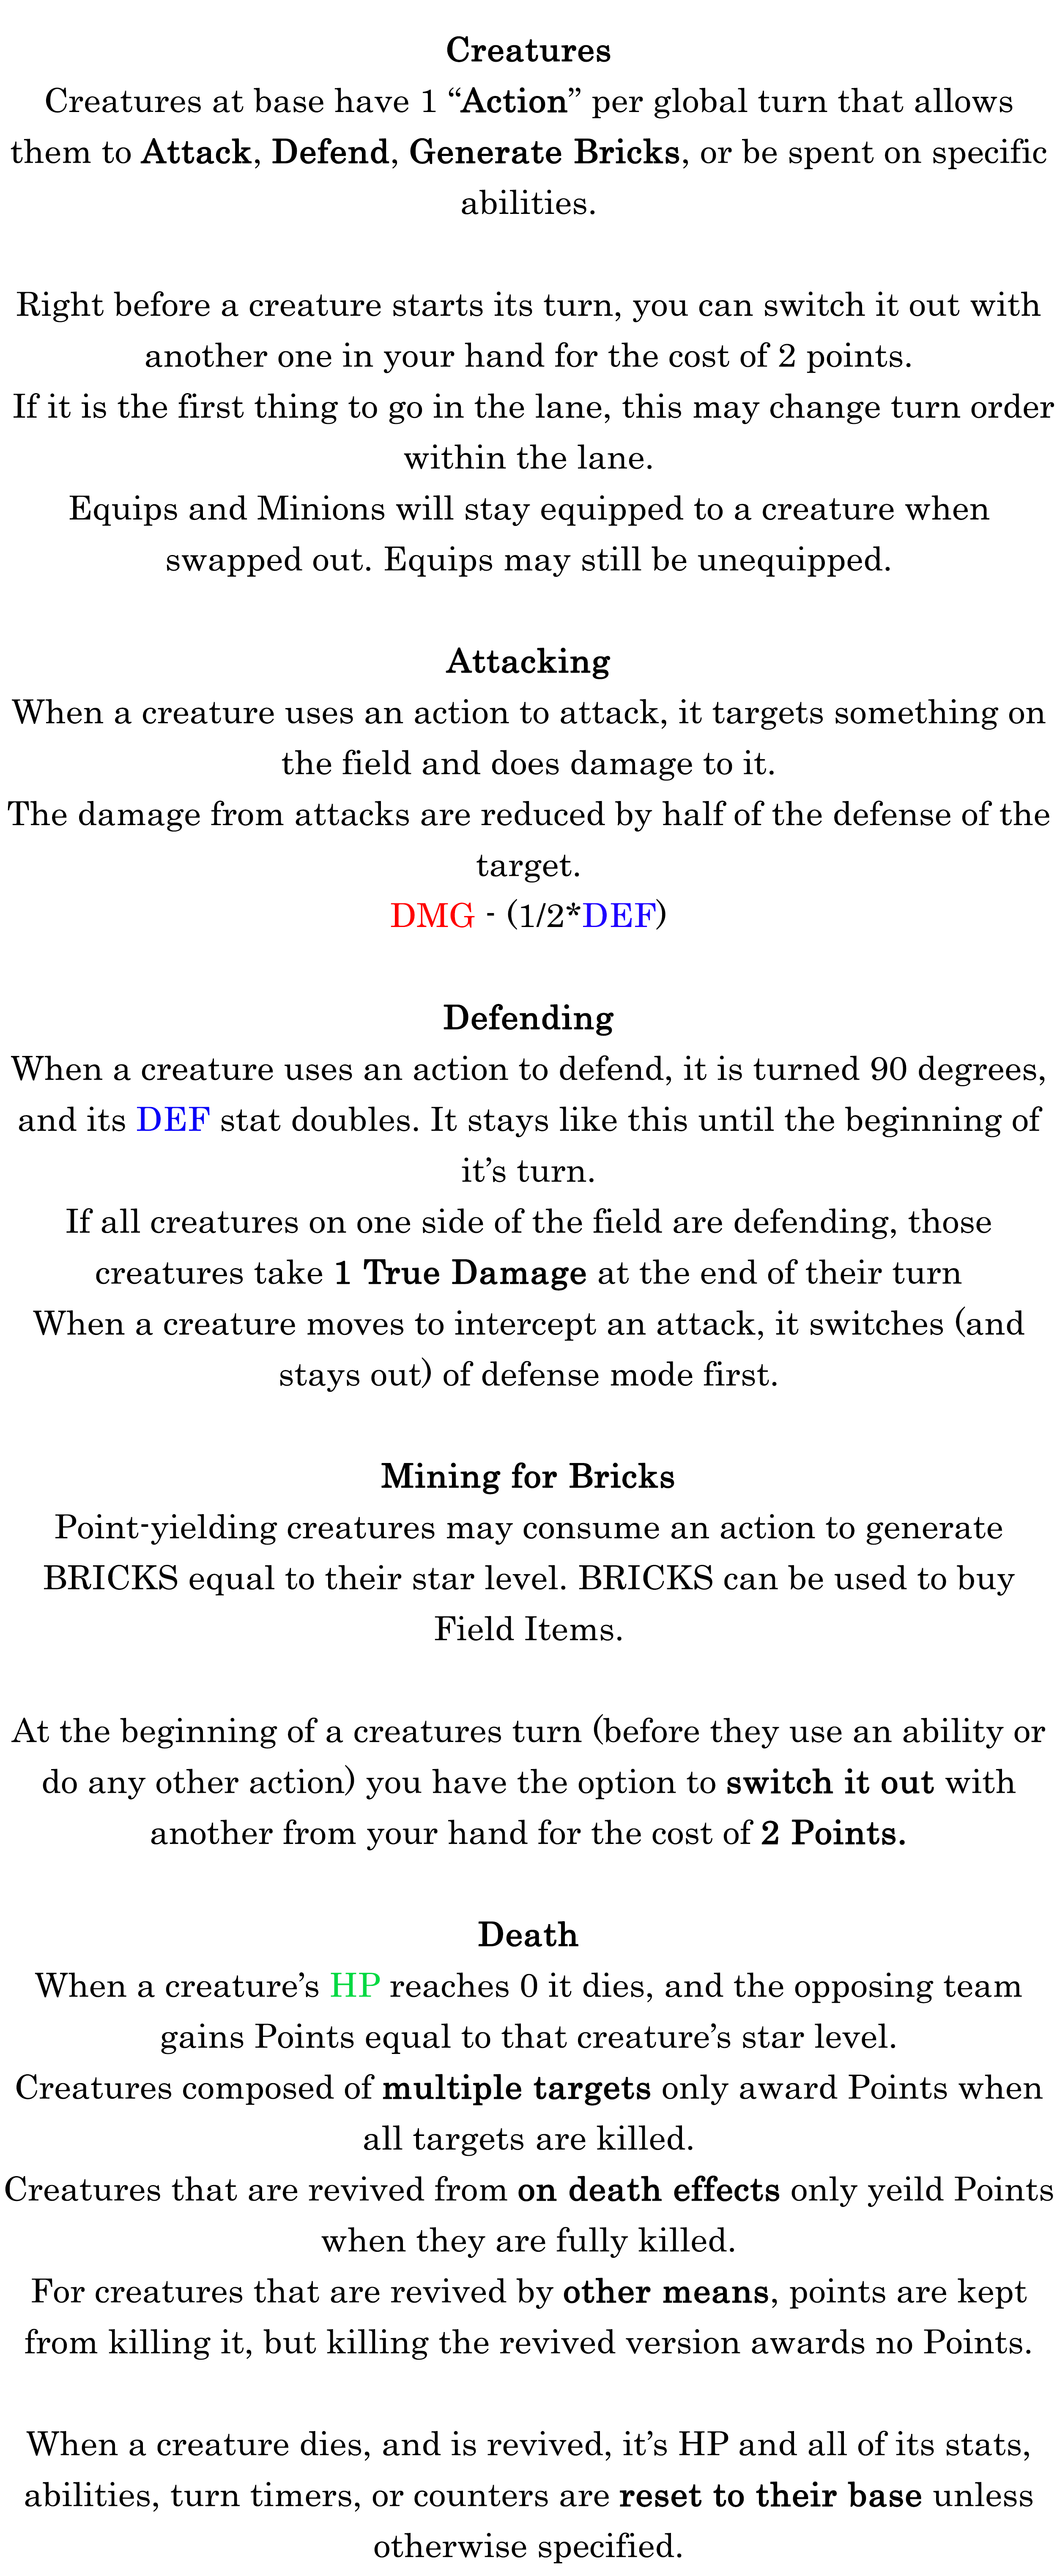 Creatures
Creatures at base have 1 “Action” per global turn that allows
them to Attack, Defend, Generate Bricks, or be spent on specific
abilities.
Right before a creature starts its turn, you can switch it out with
another one in your hand for the cost of 2 points.
If it is the first thing to go in the lane, this may change turn order
within the lane.
Equips and Minions will stay equipped to a creature when
swapped out. Equips may still be unequipped.
Attacking
When a creature uses an action to attack, it targets something on
the field and does damage to it.
The damage from attacks are reduced by half of the defense of the
target.
DMG - (1/2*DEF)
Defending
When a creature uses an action to defend, it is turned 90 degrees,
and its DEF stat doubles. It stays like this until the beginning of
it’s turn.
If all creatures on one side of the field are defending, those
creatures take 1 True Damage at the end of their turn
When a creature moves to intercept an attack, it switches (and
stays out) of defense mode first.
Mining for Bricks
Point-yielding creatures may consume an action to generate
BRICKS equal to their star level. BRICKS can be used to buy
Field Items.
At the beginning of a creatures turn (before they use an ability or
do any other action) you have the option to switch it out with
another from your hand for the cost of 2 Points.
Death
When a creature’s HP reaches 0 it dies, and the opposing team
gains Points equal to that creature’s star level.
Creatures composed of multiple targets only award Points when
all targets are killed.
Creatures that are revived from on death effects only yeild Points
when they are fully killed.
For creatures that are revived by other means, points are kept
from killing it, but killing the revived version awards no Points.
When a creature dies, and is revived, it’s HP and all of its stats,
abilities, turn timers, or counters are reset to their base unless
otherwise specified.